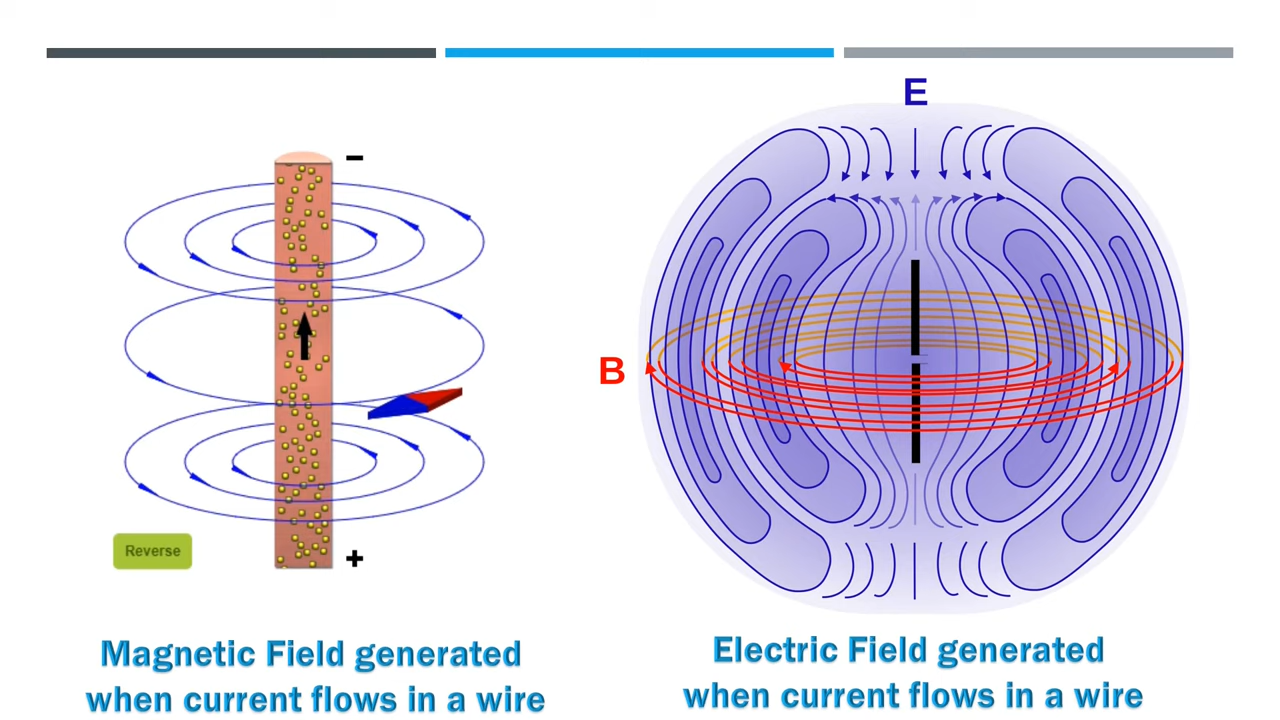 E
−
B
Reverse
+
Magnetic Field generated
when current flows in a wire
Electric Field generated
when current flows in a wire